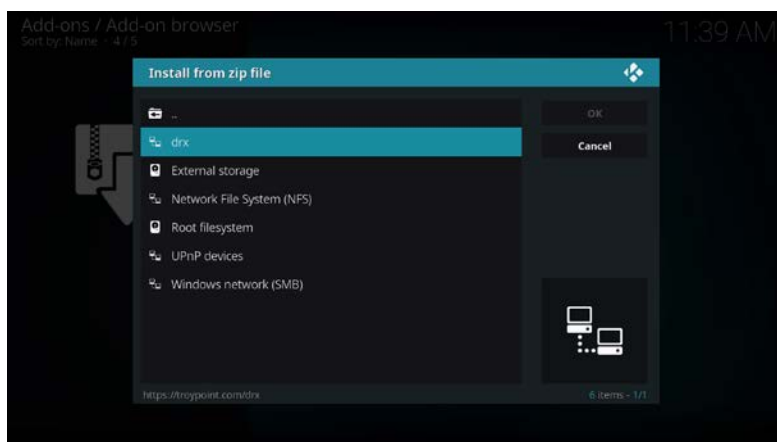 Add-ons / Add-on browser
Sort by: Name · 4 / 5
11:39 AM
Install from zip file
..
drx
External storage
Network File System (NFS)
Root filesystem
UPnP devices
Windows network (SMB)
OK
Cancel
https://troypoint.com/drx
6 items - 1/1